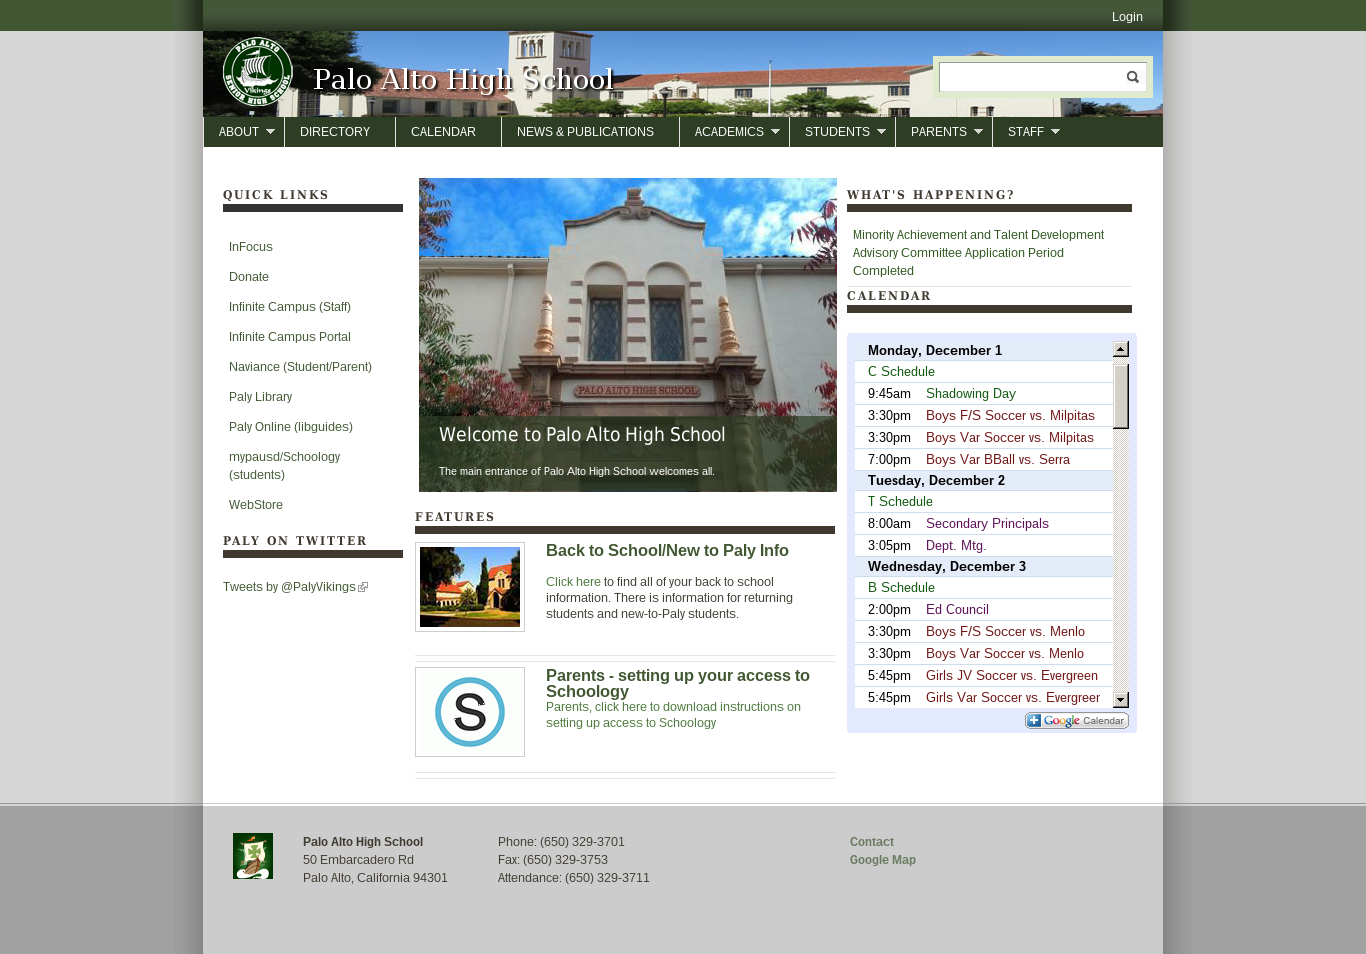 Login
PALO ALTO
Vikings
SENIOR HIGH SCHOOL
Palo Alto High School
ABOUT
DIRECTORY
CALENDAR
NEWS & PUBLICATIONS
ACADEMICS
STUDENTS
PARENTS
STAFF
QUICK LINKS
InFocus
Donate
Infinite Campus (Staff)
Infinite Campus Portal
Naviance (Student/Parent)
Paly Library
Paly Online (libguides)
mypausd/Schoology
(students)
WebStore
PALY ON TWITTER
Tweets by @PalyVikings
PALO ALTO HIGH SCHOOL
Welcome to Palo Alto High School
The main entrance of Palo Alto High School welcomes all.
FEATURES
Back to School/New to Paly Info
Click here to find all of your back to school
information. There is information for returning
students and new-to-Paly students.
S
Parents - setting up your access to
Schoology
Parents, click here to download instructions on
setting up access to Schoology
WHAT'S HAPPENING?
Minority Achievement and Talent Development
Advisory Committee Application Period
Completed
CALENDAR
Monday, December 1
C Schedule
9:45am Shadowing Day
3:30pm Boys F/S Soccer vs. Milpitas
3:30pm Boys Var Soccer vs. Milpitas
7:00pm Boys Var BBall vs. Serra
Tuesday, December 2
T Schedule
8:00am Secondary Principals
3:05pm Dept. Mtg.
Wednesday, December 3
B Schedule
2:00pm Ed Council
3:30pm Boys F/S Soccer vs. Menlo
3:30pm Boys Var Soccer vs. Menlo
5:45pm Girls JV Soccer vs. Evergreen
5:45pm Girls Var Soccer vs. Evergreer
Google Calendar
Palo Alto High School
50 Embarcadero Rd
Palo Alto, California 94301
Phone: (650) 329-3701
Fax: (650) 329-3753
Attendance: (650) 329-3711
Contact
Google Map